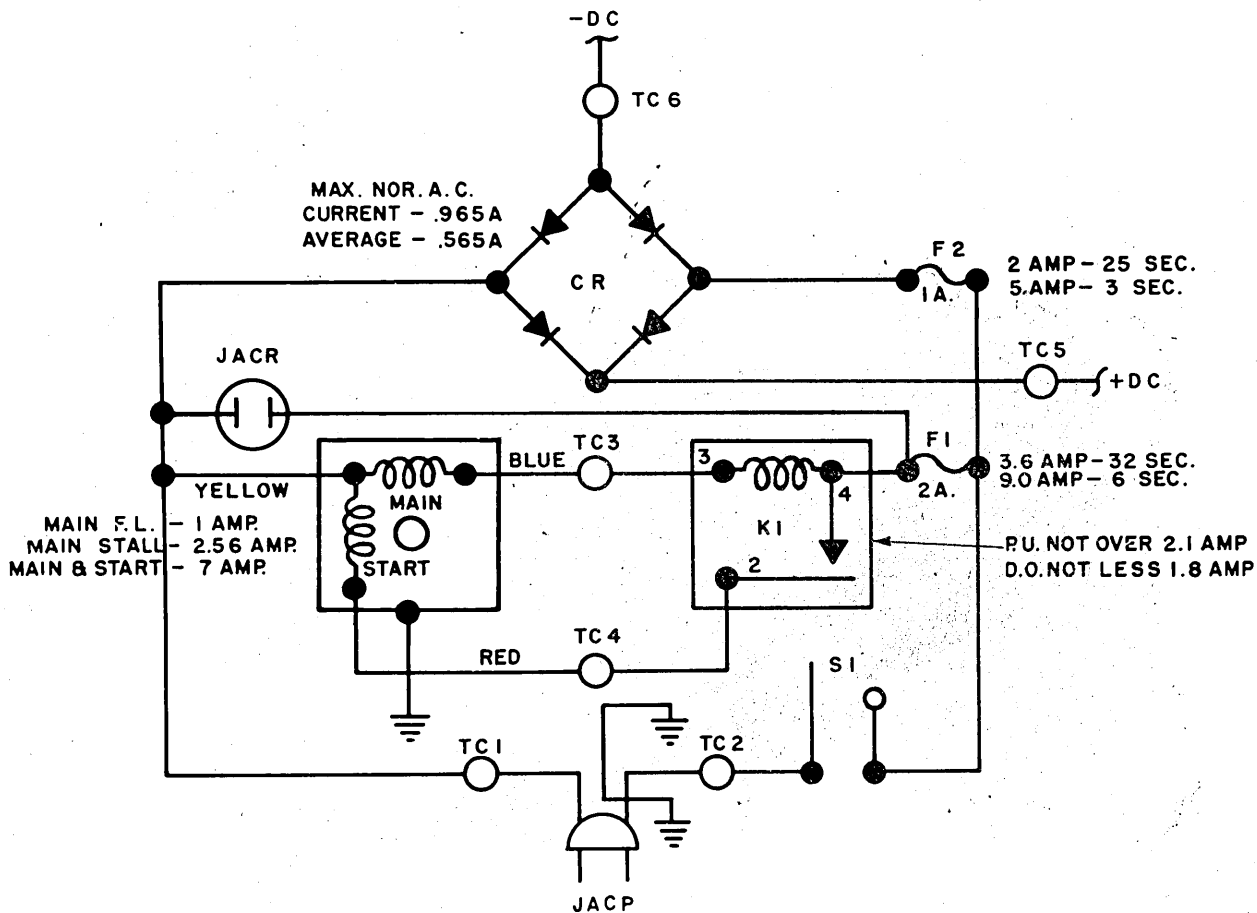 -DC
TC6
MAX. NOR. A.C.
CURRENT - .965A
AVERAGE - .565A
CR
F2
1A.
2 AMP - 25 SEC.
5. AMP - 3 SEC.
JACR
TC5
+DC
TC3
BLUE
YELLOW
MAIN
START
3
4
K1
2
F1
2A.
3.6 AMP - 32 SEC.
9.0 AMP - 6 SEC.
MAIN F.L. - 1 AMP.
MAIN STALL - 2.56 AMP.
MAIN & START - 7 AMP.
P.U. NOT OVER 2.1 AMP
D.O. NOT LESS 1.8 AMP
TC4
RED
S1
TC1
TC2
JACP